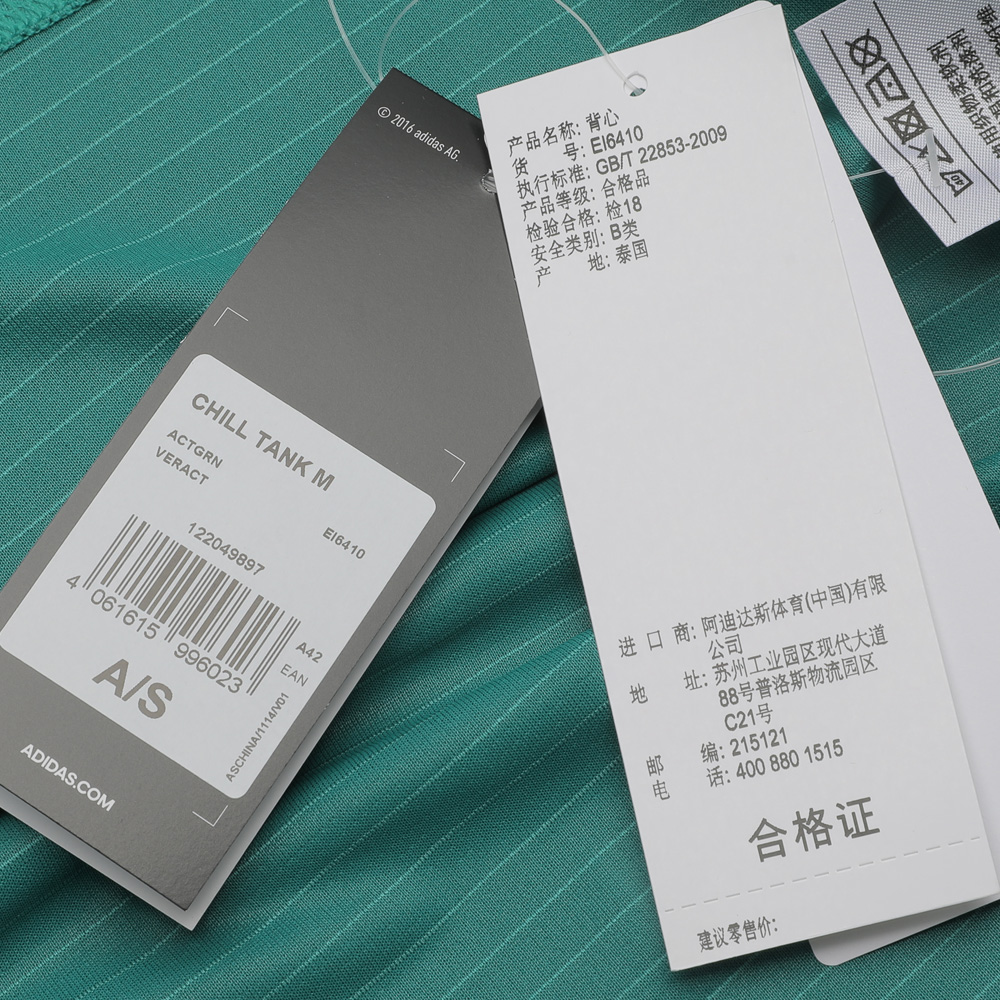 © 2016 adidas AG.
CHILL TANK M
ACTGRN
VERACT
EI6410
122049897
4 061615 996023
A42
EAN
A/S
ASCHINA/1114/V01
ADIDAS.COM
产品名称: 背心
货 号: EI6410
执行标准: GB/T 22853-2009
产品等级: 合格品
检验合格: 检18
安全类别: B类
产 地: 泰国
进 口 商: 阿迪达斯体育(中国)有限
公司
地 址: 苏州工业园区现代大道
88号普洛斯物流园区
C21号
邮 编: 215121
电 话: 400 880 1515
合格证
建议零售价: